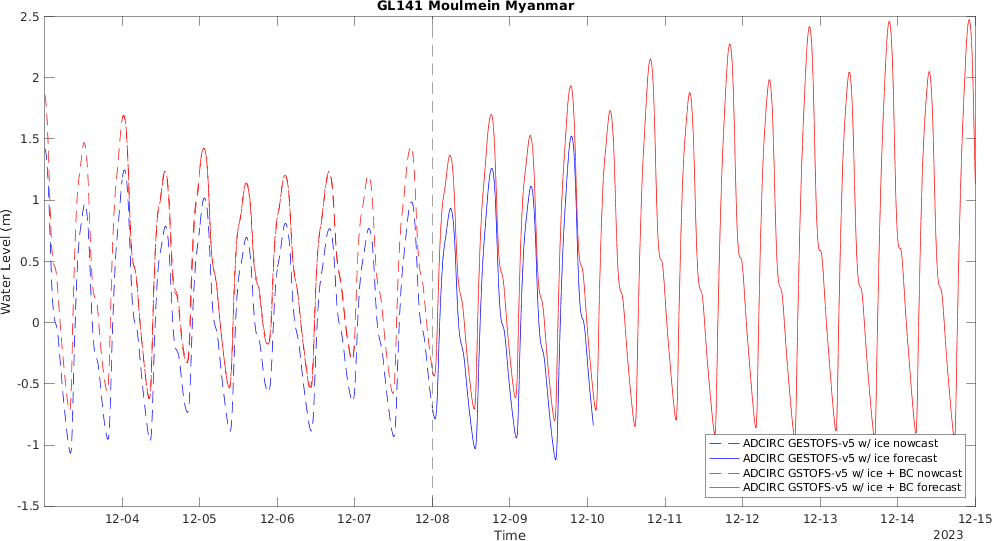 GL141 Moulmein Myanmar
2.5
2
1.5
1
0.5
0
-0.5
-1
-1.5
Water Level (m)
12-04 12-05 12-06 12-07 12-08 12-09 12-10 12-11 12-12 12-13 12-14 12-15
Time
2023
ADCIRC GESTOFS-v5 w/ ice nowcast
ADCIRC GESTOFS-v5 w/ ice forecast
ADCIRC GSTOFS-v5 w/ ice + BC nowcast
ADCIRC GSTOFS-v5 w/ ice + BC forecast